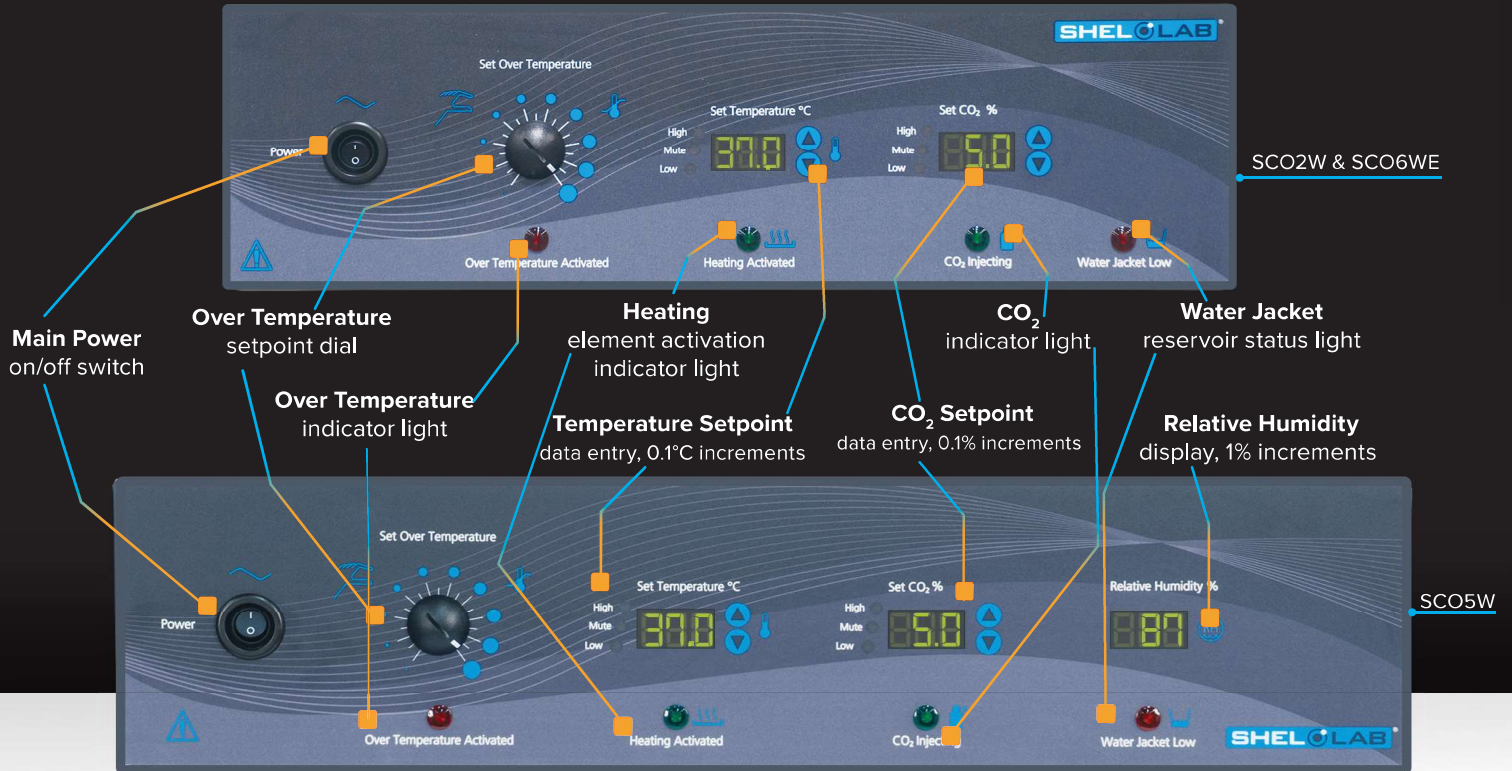 SHEL LAB
Set Over Temperature
Set Temperature °C
Set CO₂ %
High
Mute
Low
37.0
High
Mute
Low
5.0
Power
Over Temperature Activated
Heating Activated
CO₂ Injecting
Water Jacket Low
SCO2W & SCO6WE
Main Power
on/off switch
Over Temperature
setpoint dial
Over Temperature
indicator light
Heating
element activation
indicator light
Temperature Setpoint
data entry, 0.1°C increments
CO₂
indicator light
CO₂ Setpoint
data entry, 0.1% increments
Water Jacket
reservoir status light
Relative Humidity
display, 1% increments
Set Over Temperature
Set Temperature °C
Set CO₂ %
Relative Humidity %
High
Mute
Low
37.0
High
Mute
Low
5.0
87
Power
SCO5W
Over Temperature Activated
Heating Activated
CO₂ Injecting
Water Jacket Low
SHEL LAB